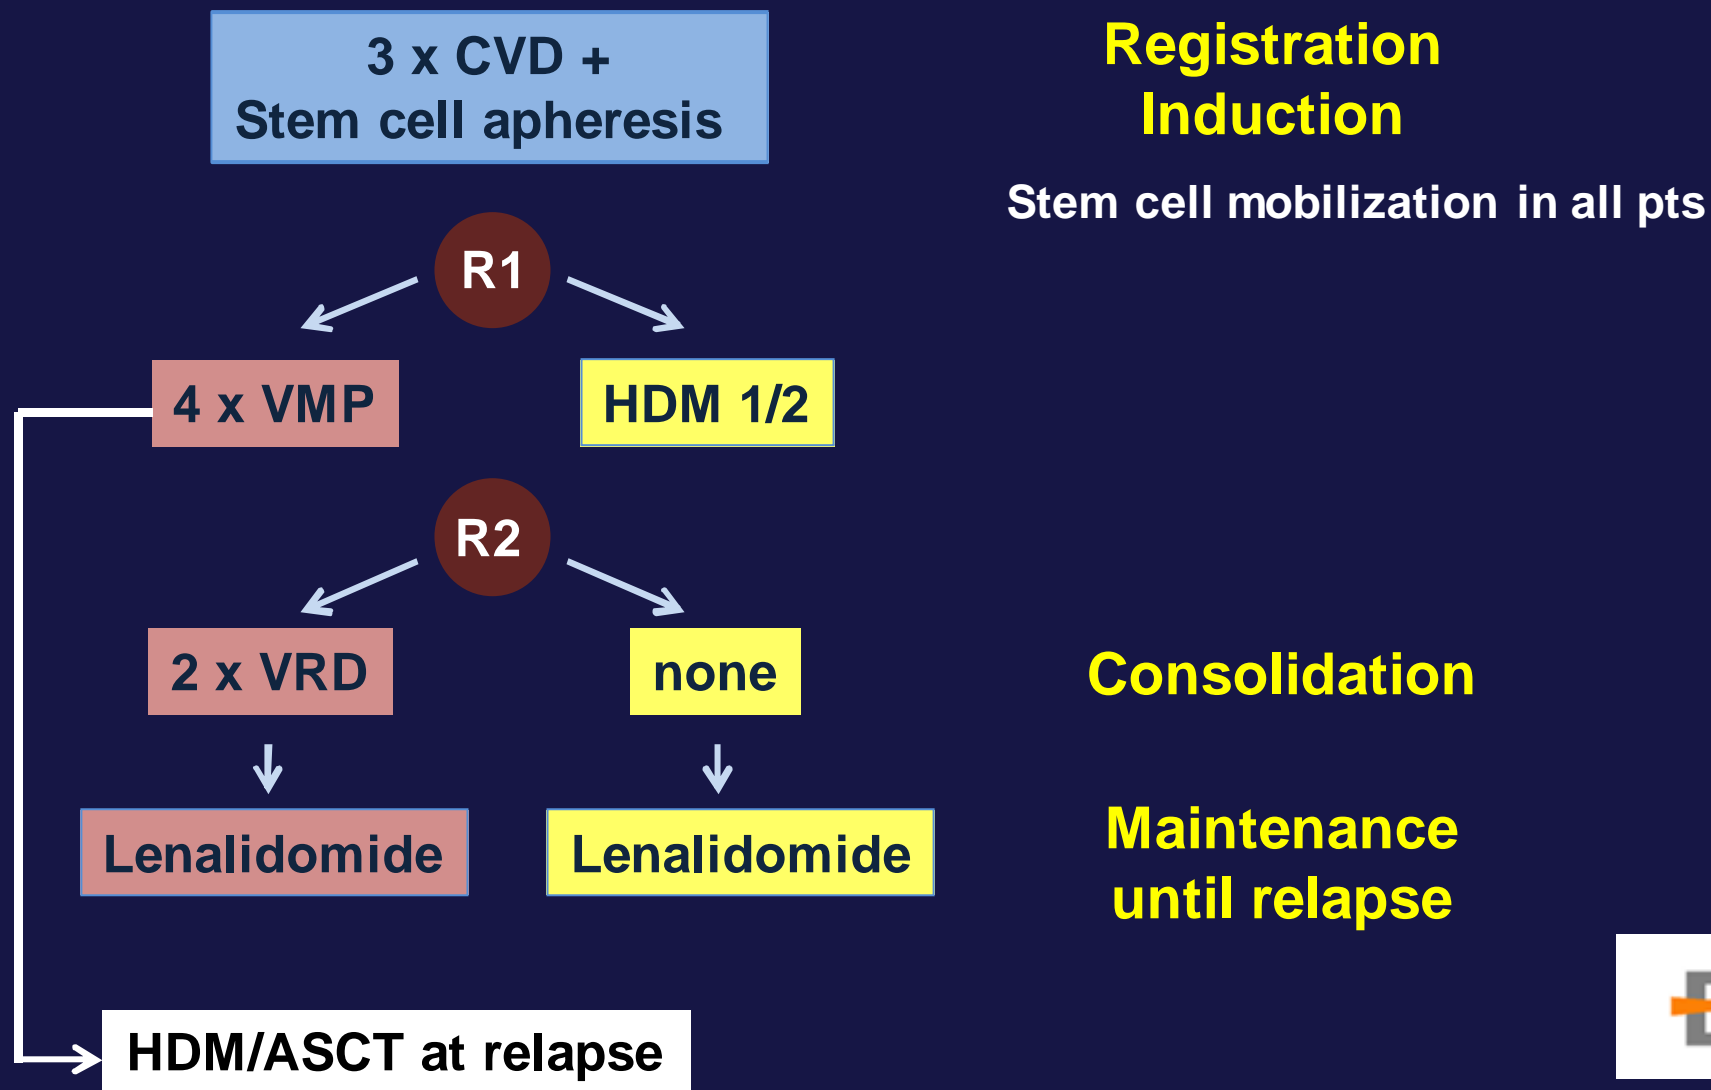 3 x CVD +
Stem cell apheresis
Registration
Induction
Stem cell mobilization in all pts
R1
4 x VMP
HDM 1/2
R2
2 x VRD
none
Consolidation
Lenalidomide
Lenalidomide
Maintenance
until relapse
HDM/ASCT at relapse